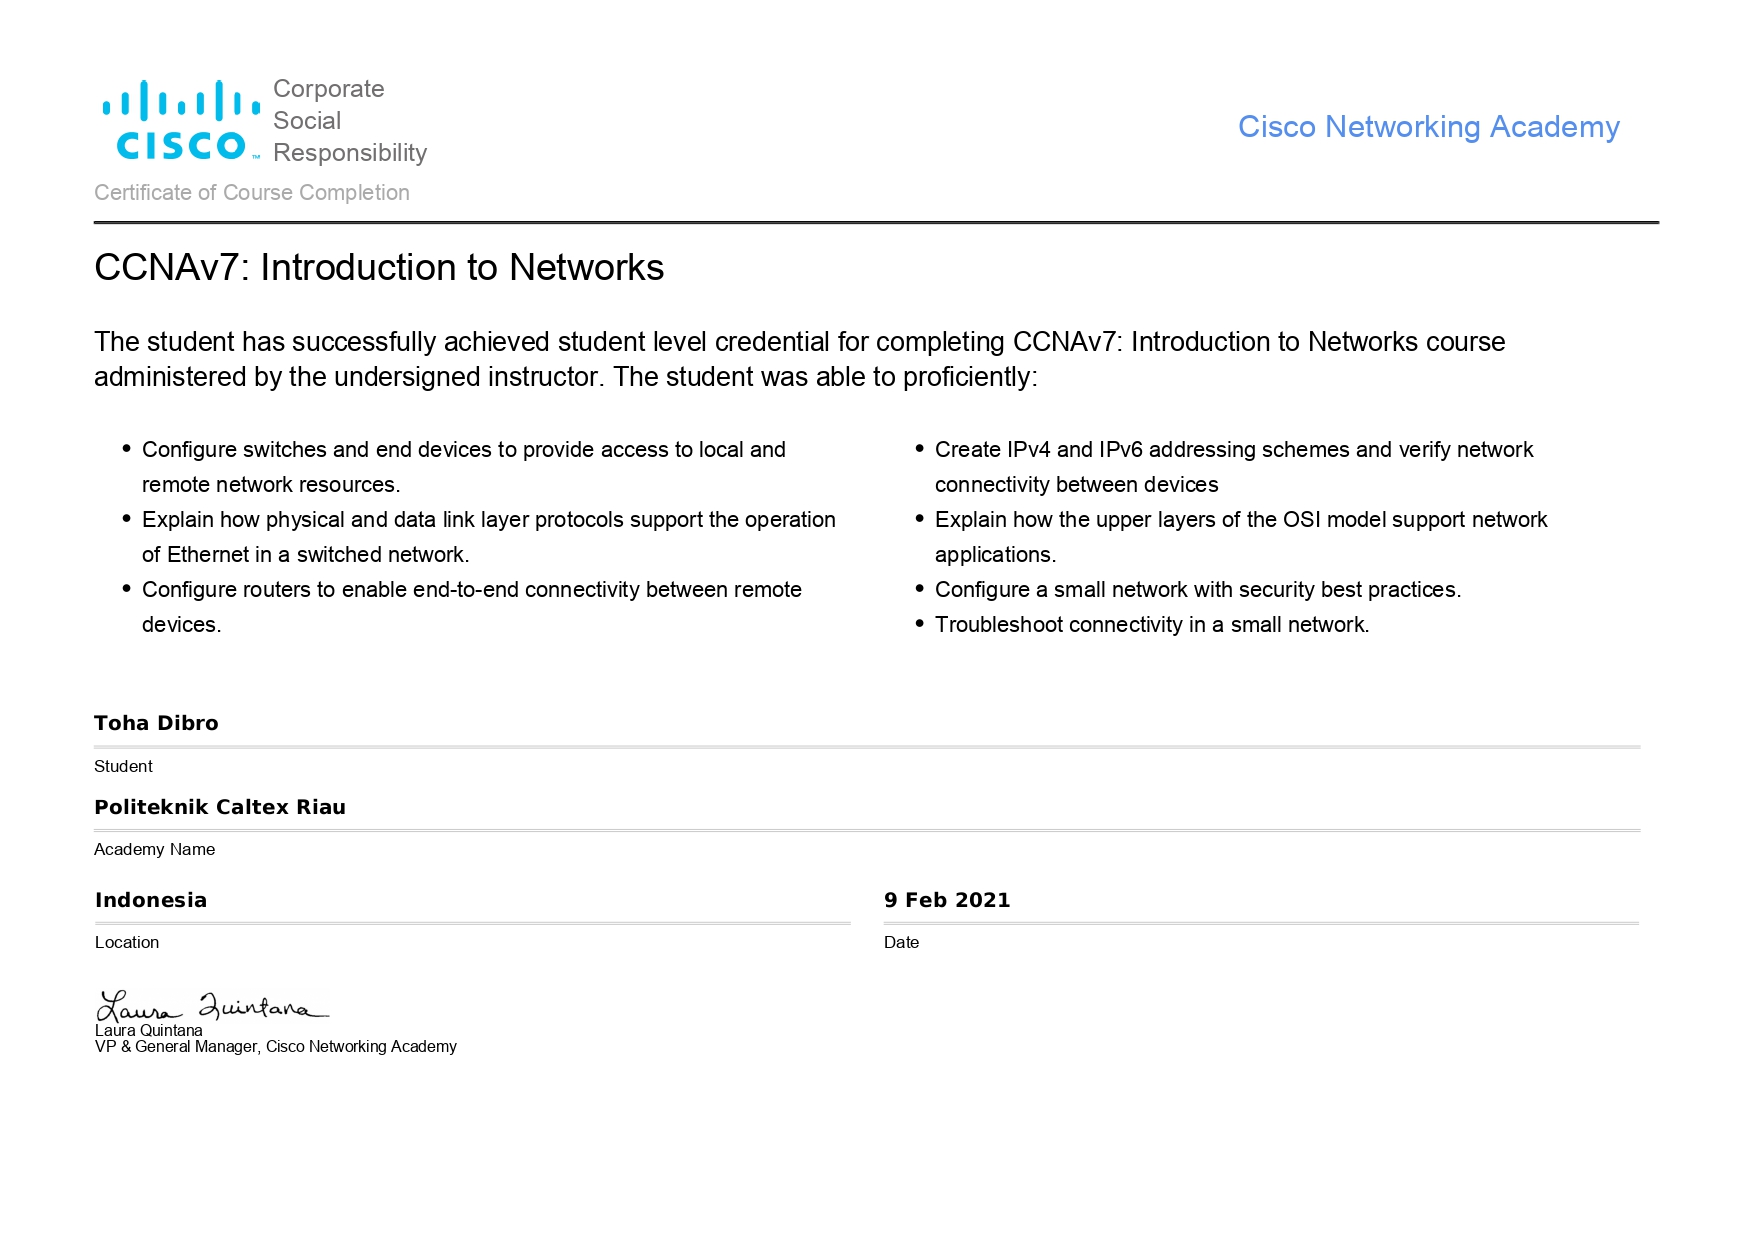 Corporate
Social
Responsibility
CISCO™
Cisco Networking Academy
Certificate of Course Completion
CCNAv7: Introduction to Networks
The student has successfully achieved student level credential for completing CCNAv7: Introduction to Networks course
administered by the undersigned instructor. The student was able to proficiently:
• Configure switches and end devices to provide access to local and
remote network resources.
• Explain how physical and data link layer protocols support the operation
of Ethernet in a switched network.
• Configure routers to enable end-to-end connectivity between remote
devices.
• Create IPv4 and IPv6 addressing schemes and verify network
connectivity between devices
• Explain how the upper layers of the OSI model support network
applications.
• Configure a small network with security best practices.
• Troubleshoot connectivity in a small network.
Toha Dibro
Student
Politeknik Caltex Riau
Academy Name
Indonesia
Location
9 Feb 2021
Date
Laura Quintana
Laura Quintana
VP & General Manager, Cisco Networking Academy